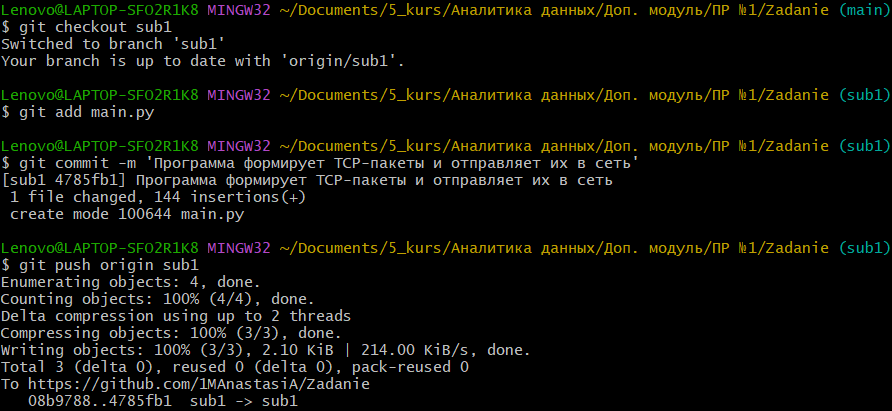 Lenovo@LAPTOP-SFO2R1K8 MINGW32 ~/Documents/5_kurs/Аналитика данных/Доп. модуль/ПР №1/Zadanie (main)
$ git checkout sub1
Switched to branch 'sub1'
Your branch is up to date with 'origin/sub1'.
Lenovo@LAPTOP-SFO2R1K8 MINGW32 ~/Documents/5_kurs/Аналитика данных/Доп. модуль/ПР №1/Zadanie (sub1)
$ git add main.py
Lenovo@LAPTOP-SFO2R1K8 MINGW32 ~/Documents/5_kurs/Аналитика данных/Доп. модуль/ПР №1/Zadanie (sub1)
$ git commit -m 'Программа формирует TCP-пакеты и отправляет их в сеть'
[sub1 4785fb1] Программа формирует TCP-пакеты и отправляет их в сеть
1 file changed, 144 insertions(+)
create mode 100644 main.py
Lenovo@LAPTOP-SFO2R1K8 MINGW32 ~/Documents/5_kurs/Аналитика данных/Доп. модуль/ПР №1/Zadanie (sub1)
$ git push origin sub1
Enumerating objects: 4, done.
Counting objects: 100% (4/4), done.
Delta compression using up to 2 threads
Compressing objects: 100% (3/3), done.
Writing objects: 100% (3/3), 2.10 KiB | 214.00 KiB/s, done.
Total 3 (delta 0), reused 0 (delta 0), pack-reused 0
To https://github.com/1MAnastasiA/Zadanie
08b9788..4785fb1  sub1 -> sub1